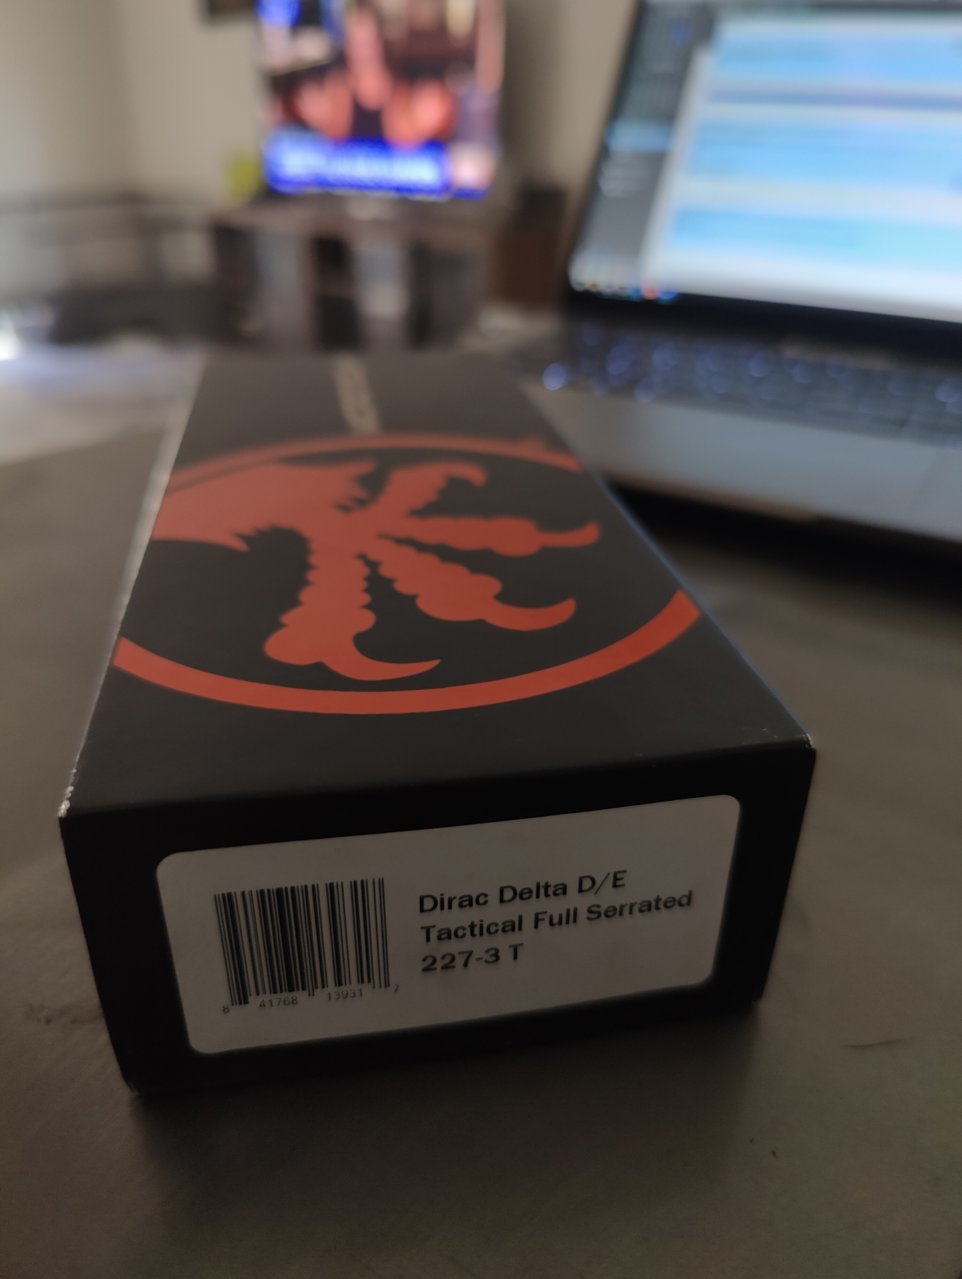 Dirac Delta D/E
Tactical Full Serrated
227-3 T
8 41768 13931 7